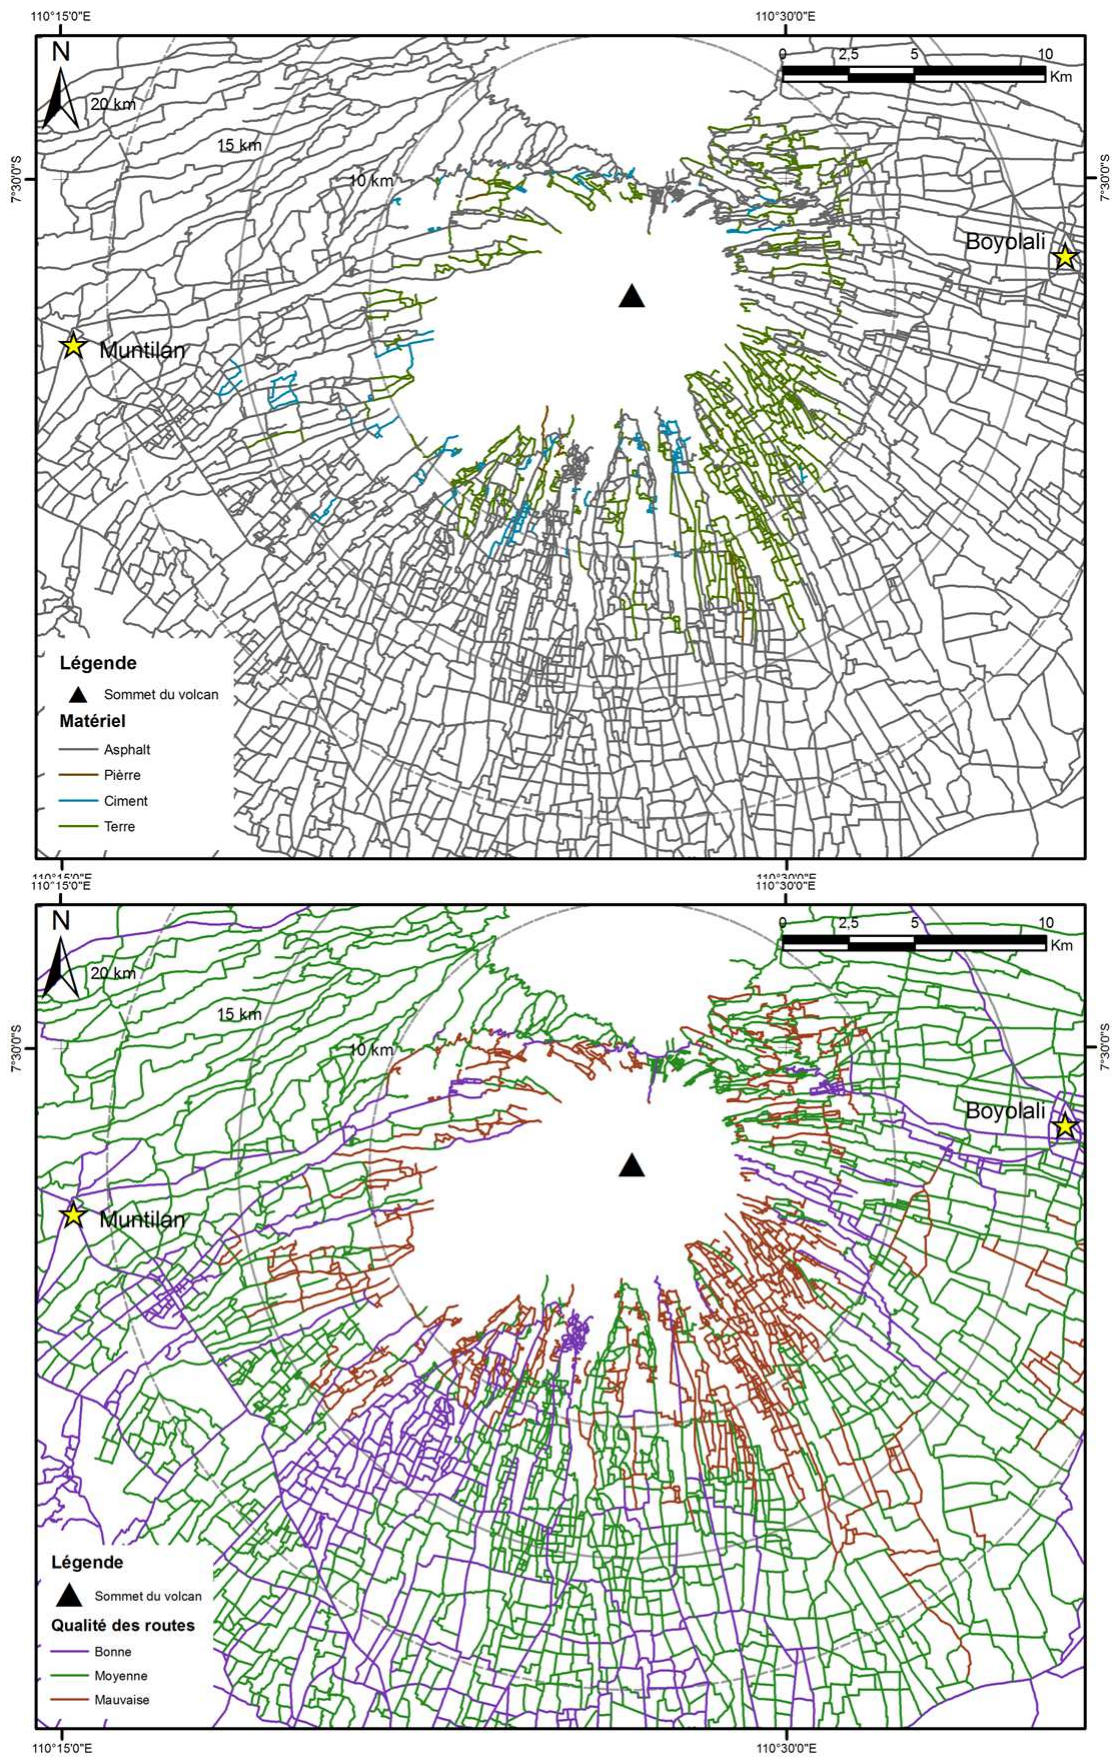 110°15'0"E 110°30'0"E
N
0 2,5 5 10
Km
20 km
15 km
10 km
7°30'0"S 7°30'0"S
Boyolali
Muntilan
Légende
Sommet du volcan
Matériel
Asphalt
Pièrre
Ciment
Terre
110°15'0"E 110°30'0"E
110°15'0"E 110°30'0"E
N
0 2,5 5 10
Km
20 km
15 km
10 km
7°30'0"S 7°30'0"S
Boyolali
Muntilan
Légende
Sommet du volcan
Qualité des routes
Bonne
Moyenne
Mauvaise
110°15'0"E 110°30'0"E